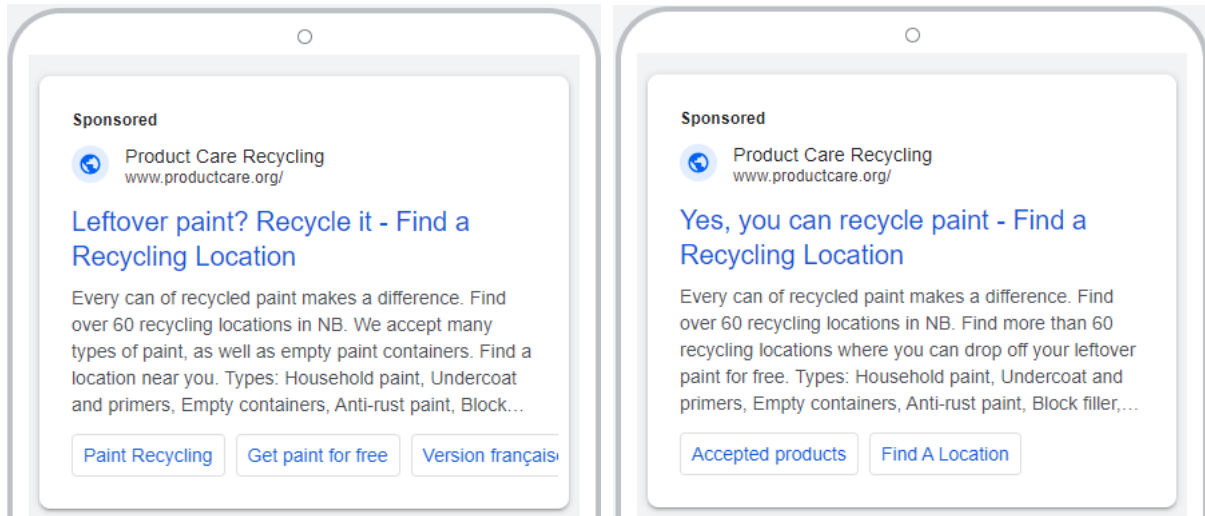 Sponsored
Product Care Recycling
www.productcare.org/
Leftover paint? Recycle it - Find a
Recycling Location
Every can of recycled paint makes a difference. Find
over 60 recycling locations in NB. We accept many
types of paint, as well as empty paint containers. Find a
location near you. Types: Household paint, Undercoat
and primers, Empty containers, Anti-rust paint, Block...
Paint Recycling
Get paint for free
Version français
Sponsored
Product Care Recycling
www.productcare.org/
Yes, you can recycle paint - Find a
Recycling Location
Every can of recycled paint makes a difference. Find
over 60 recycling locations in NB. Find more than 60
recycling locations where you can drop off your leftover
paint for free. Types: Household paint, Undercoat and
primers, Empty containers, Anti-rust paint, Block filler,...
Accepted products
Find A Location